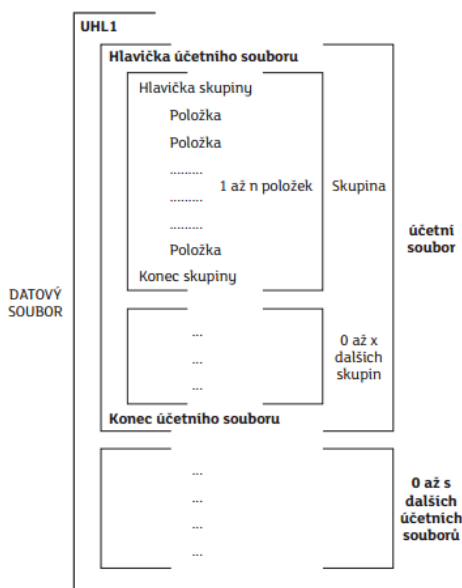 UHL1
Hlavička účetního souboru
Hlavička skupiny
Položka
Položka
.........
......... 1 až n položek Skupina
.........
Položka
Konec skupiny
účetní
soubor
DATOVÝ
SOUBOR
...
...
...
0 až x
dalších
skupin
Konec účetního souboru
...
...
...
...
0 až s
dalších
účetních
souborů